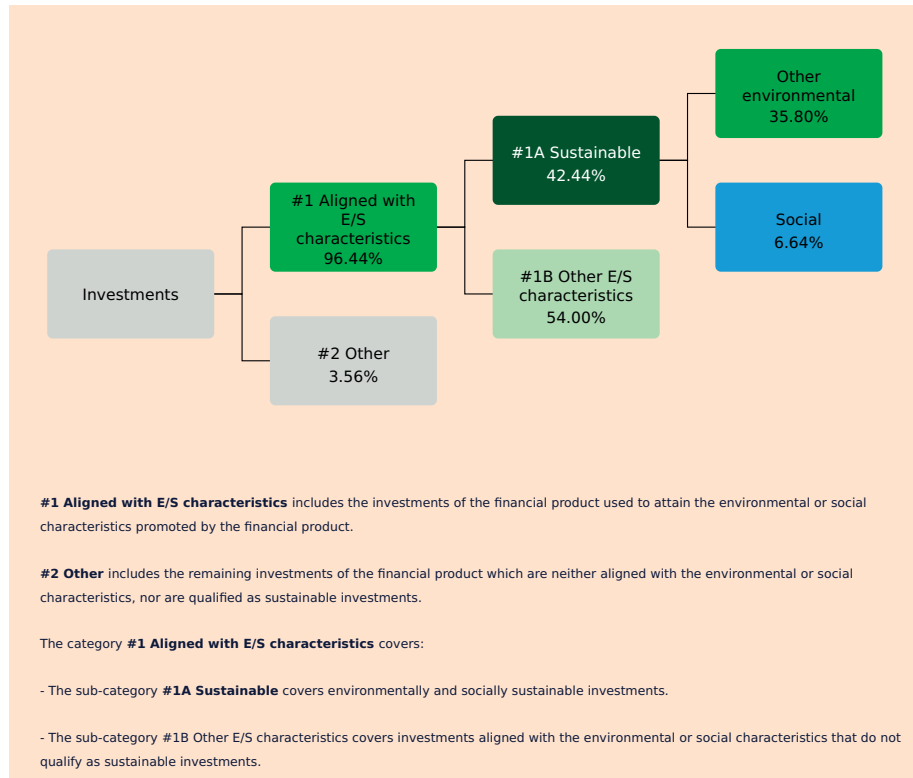 Other
environmental
35.80%
#1A Sustainable
42.44%
#1 Aligned with
E/S
characteristics
96.44%
Social
6.64%
Investments
#1B Other E/S
characteristics
54.00%
#2 Other
3.56%
#1 Aligned with E/S characteristics includes the investments of the financial product used to attain the environmental or social
characteristics promoted by the financial product.
#2 Other includes the remaining investments of the financial product which are neither aligned with the environmental or social
characteristics, nor are qualified as sustainable investments.
The category #1 Aligned with E/S characteristics covers:
- The sub-category #1A Sustainable covers environmentally and socially sustainable investments.
- The sub-category #1B Other E/S characteristics covers investments aligned with the environmental or social characteristics that do not
qualify as sustainable investments.